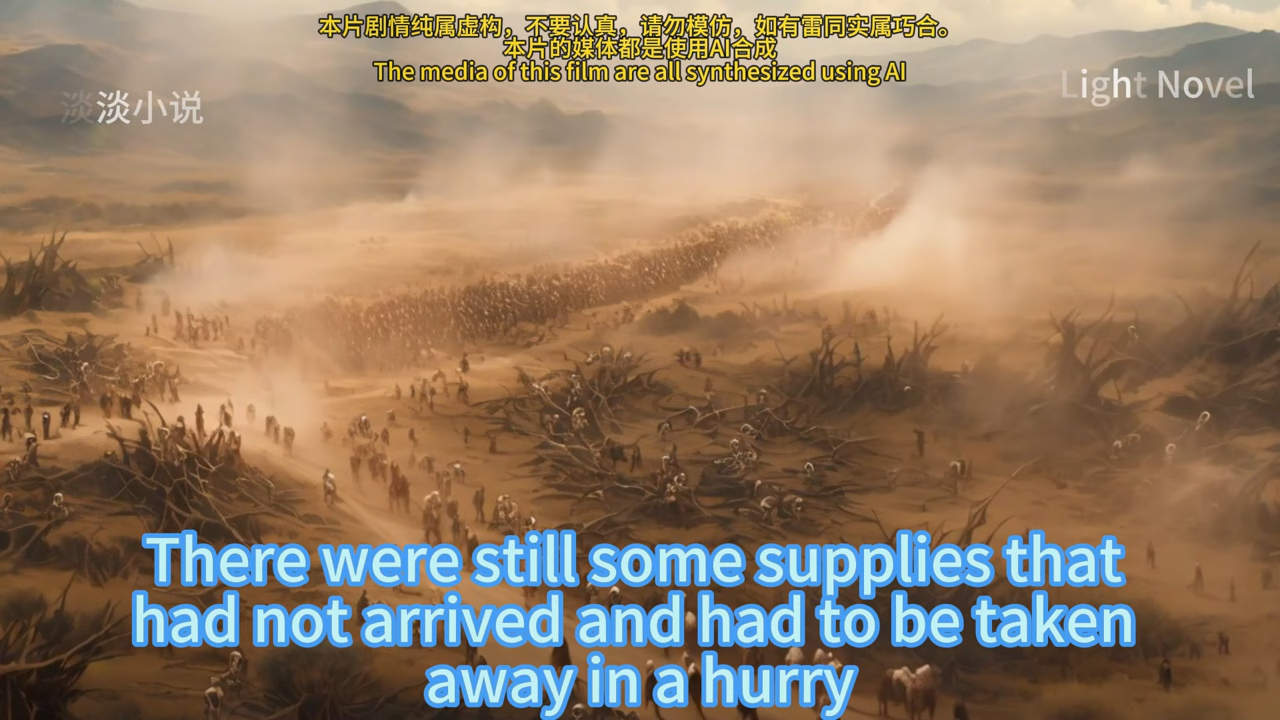 本片剧情纯属虚构，不要认真，请勿模仿，如有雷同实属巧合。
本片的媒体都是使用AI合成
The media of this film are all synthesized using AI
淡淡小说
Light Novel
There were still some supplies that
had not arrived and had to be taken
away in a hurry